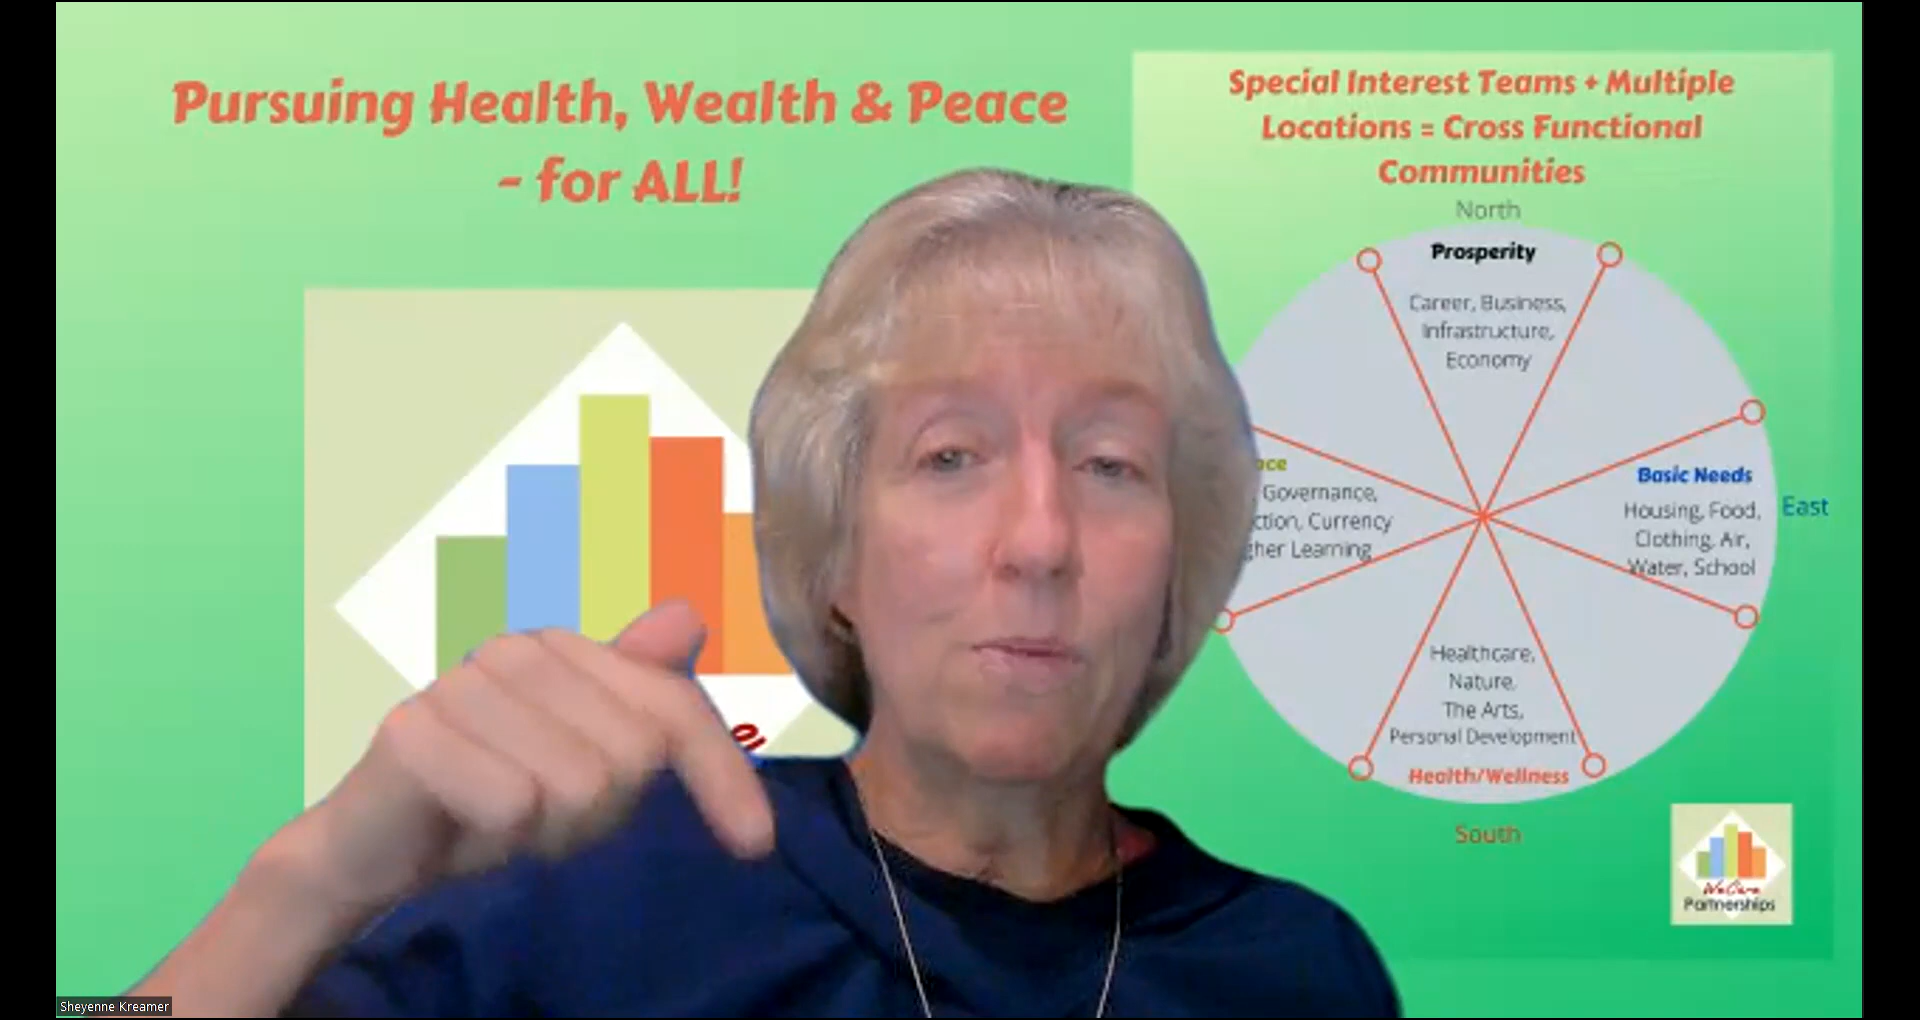 Pursuing Health, Wealth & Peace
- for ALL!
Special Interest Teams + Multiple
Locations = Cross Functional
Communities
North
Prosperity
Career, Business,
Infrastructure,
Economy
Governance,
Currency
Learning
Basic Needs
Housing, Food,
Clothing, Air,
Water, School
East
Healthcare,
Nature,
The Arts,
Personal Development
Health/Wellness
South
WeCare
Partnerships
Sheyenne Kreamer